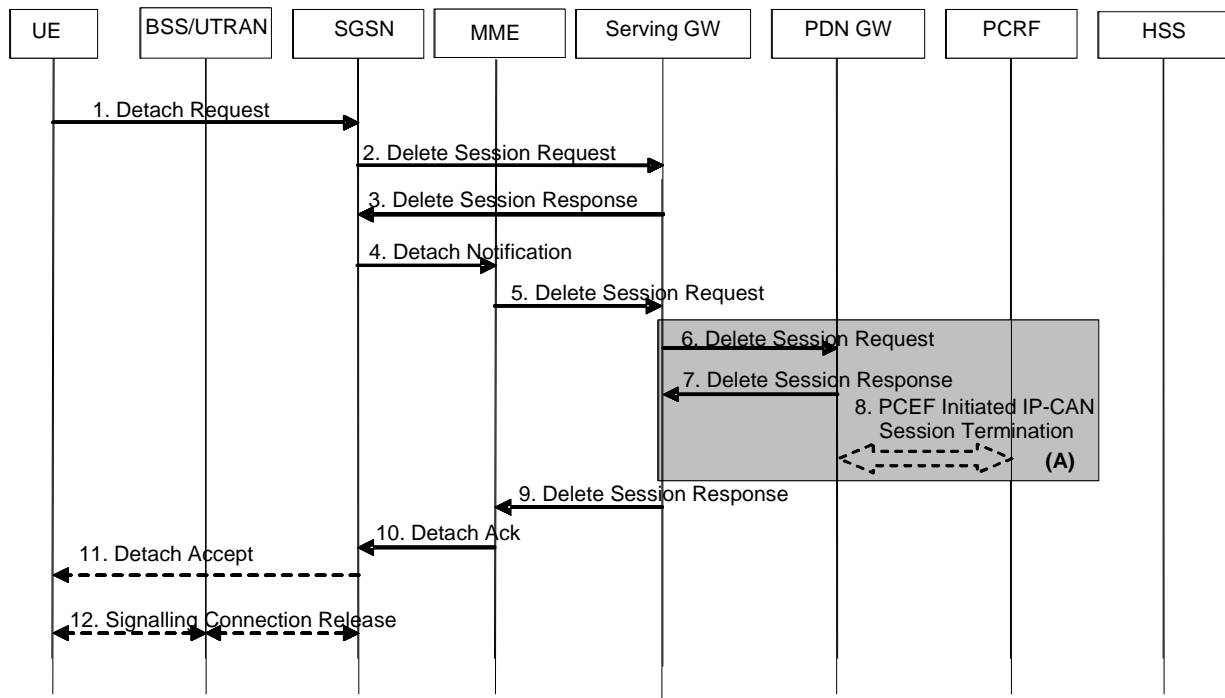 UE
BSS/UTRAN
SGSN
MME
Serving GW
PDN GW
PCRF
HSS
1. Detach Request
2. Delete Session Request
3. Delete Session Response
4. Detach Notification
5. Delete Session Request
6. Delete Session Request
7. Delete Session Response
8. PCEF Initiated IP-CAN
Session Termination
(A)
9. Delete Session Response
10. Detach Ack
11. Detach Accept
12. Signalling Connection Release